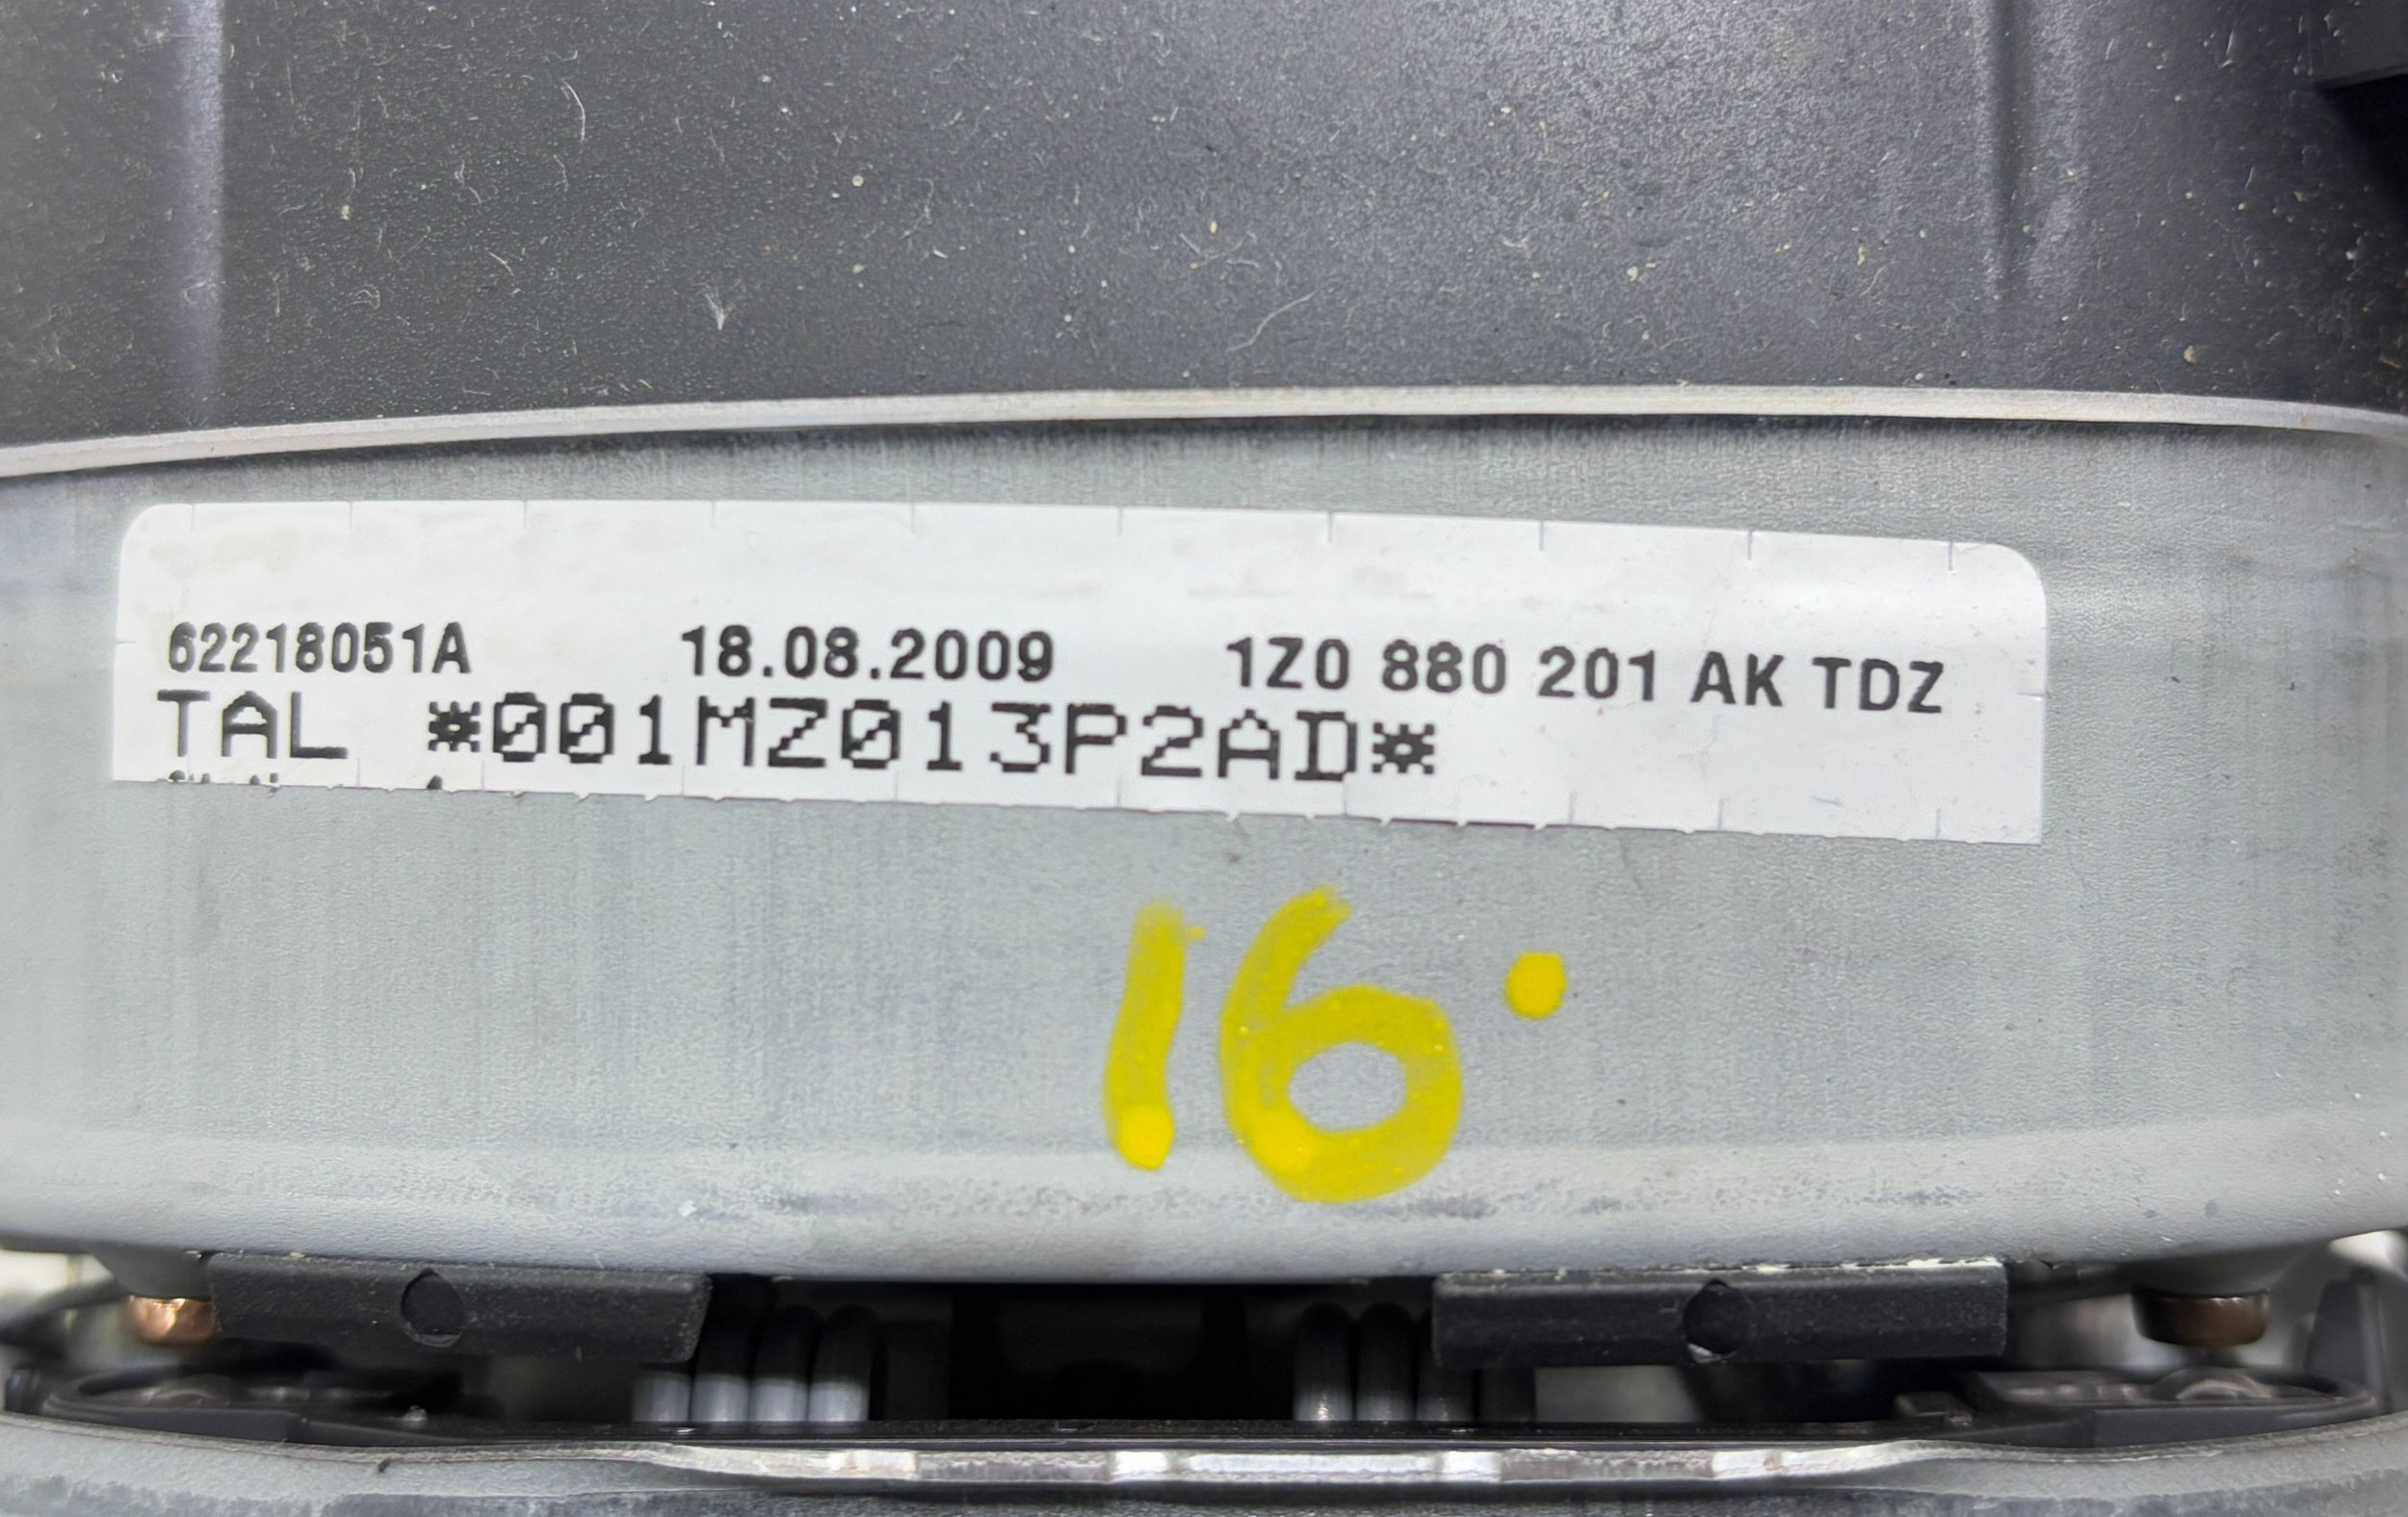 62218051A 18.08.2009 1Z0 880 201 AK TDZ
TAL *001MZ013P2AD*
16.